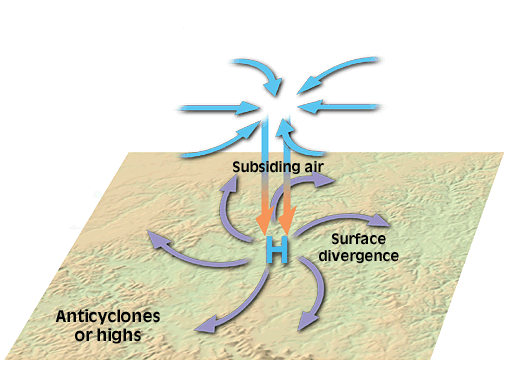 Subsiding air
H
Surface
divergence
Anticyclones
or highs